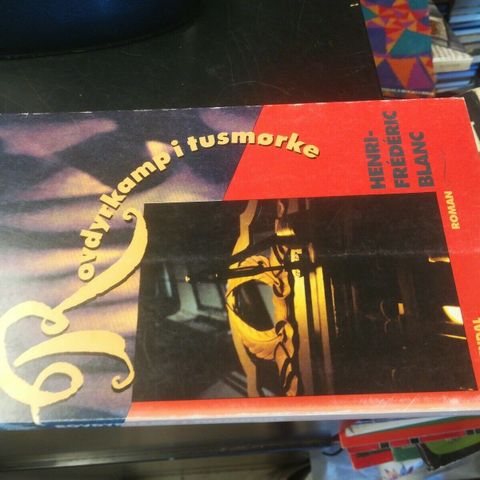 Rovdyrkamp i tusmørke
HENRI-
FRÉDÉRIC
BLANC
ROMAN